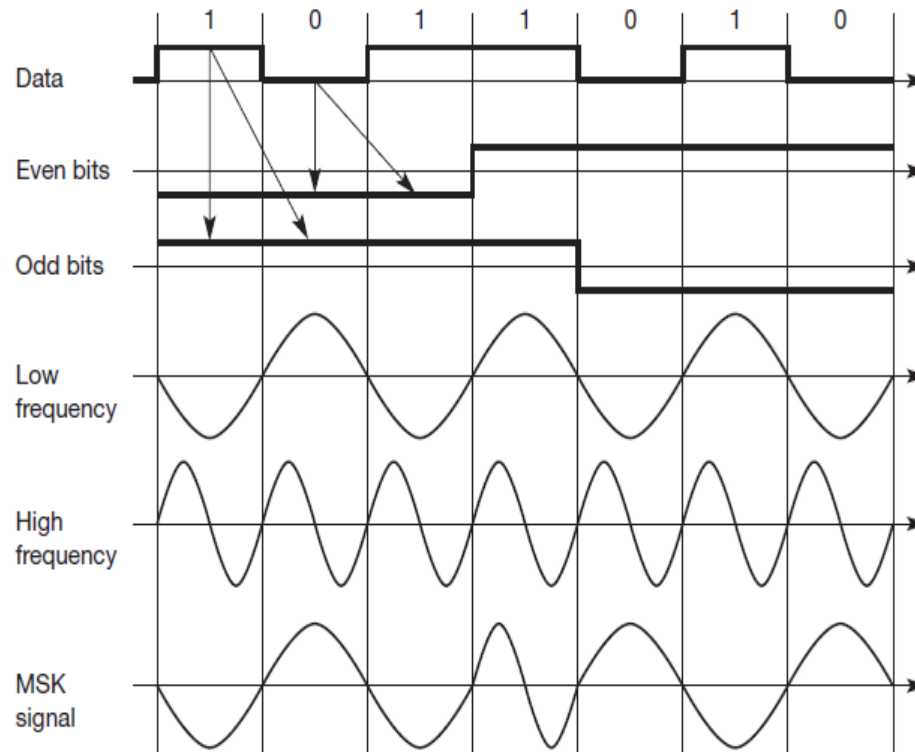 1 0 1 1 0 1 0
Data
Even bits
Odd bits
Low
frequency
High
frequency
MSK
signal